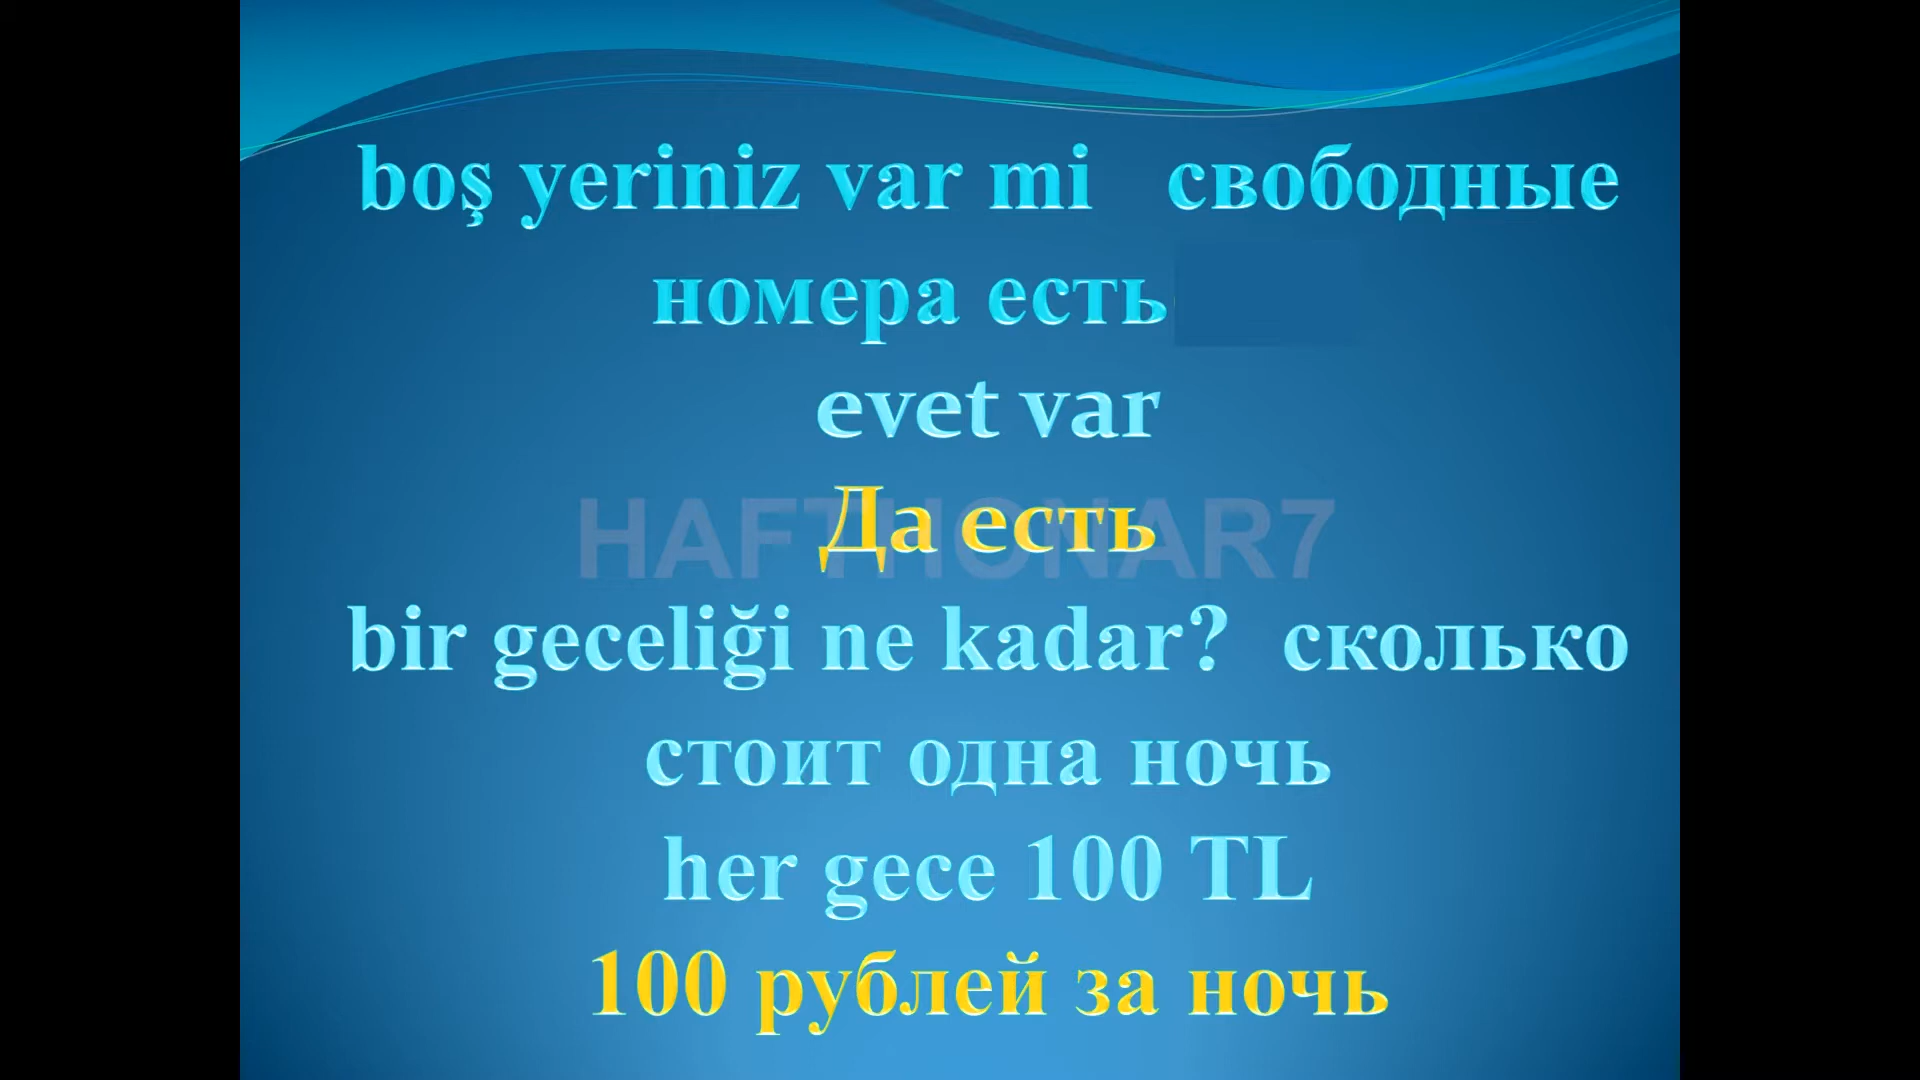 boş yeriniz var mi свободные
номера есть
evet var
Да есть
HAFTHONAR7
bir geceliği ne kadar? сколько
стоит одна ночь
her gece 100 TL
100 рублей за ночь